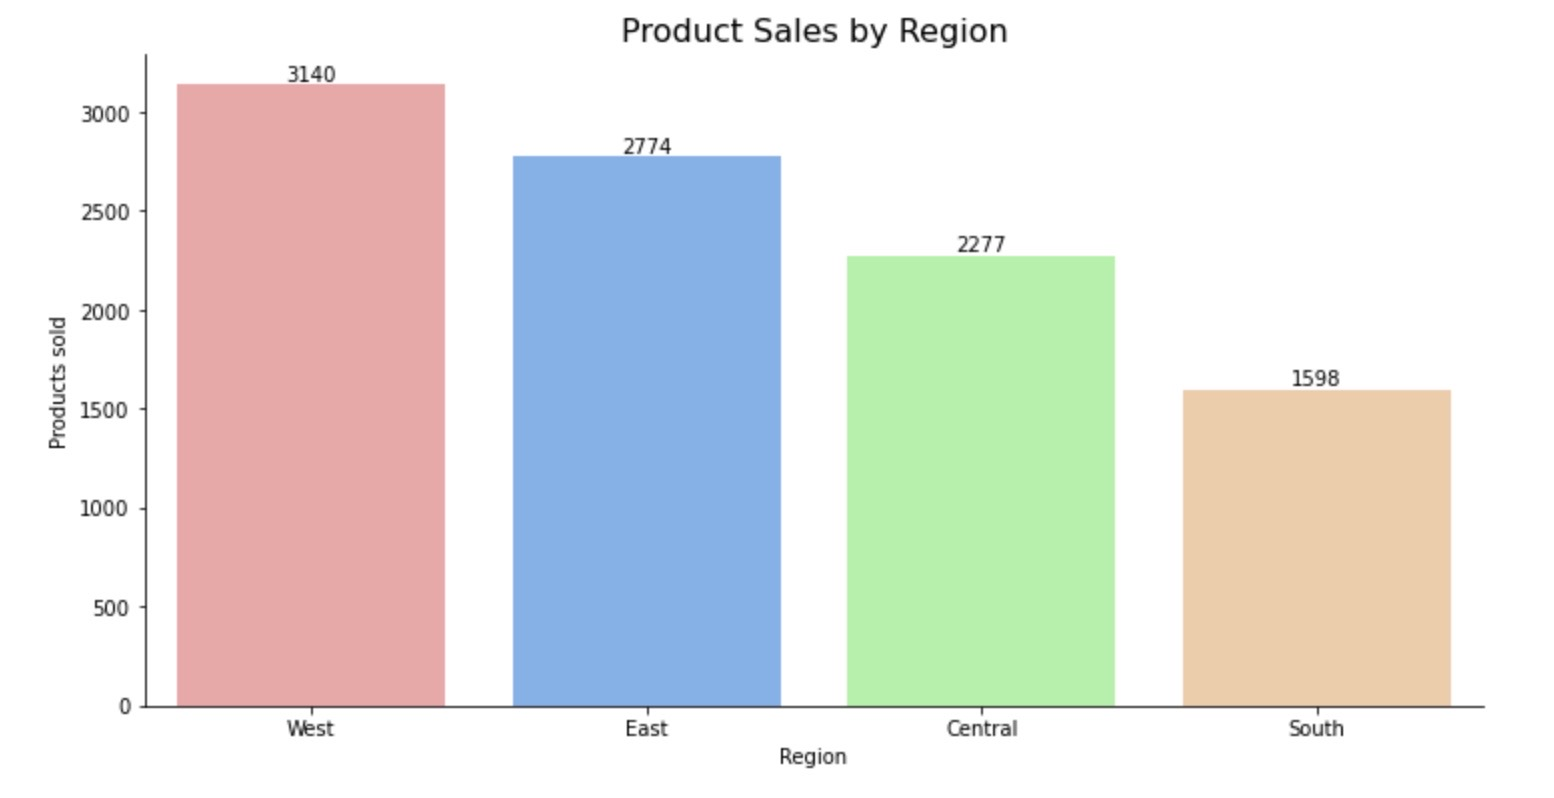 Product Sales by Region
3140
2774
2277
1598
3000
2500
2000
1500
1000
500
0
Products sold
West
East
Central
South
Region